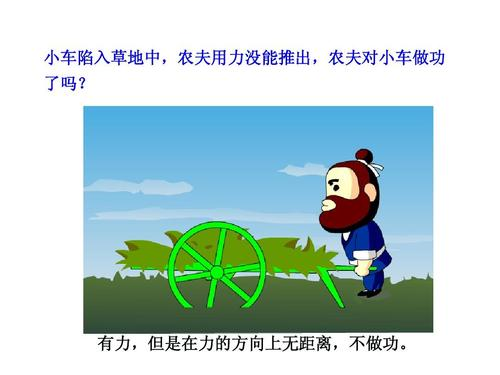 小车陷入草地中，农夫用力没能推出，农夫对小车做功
了吗？
有力，但是在力的方向上无距离，不做功。